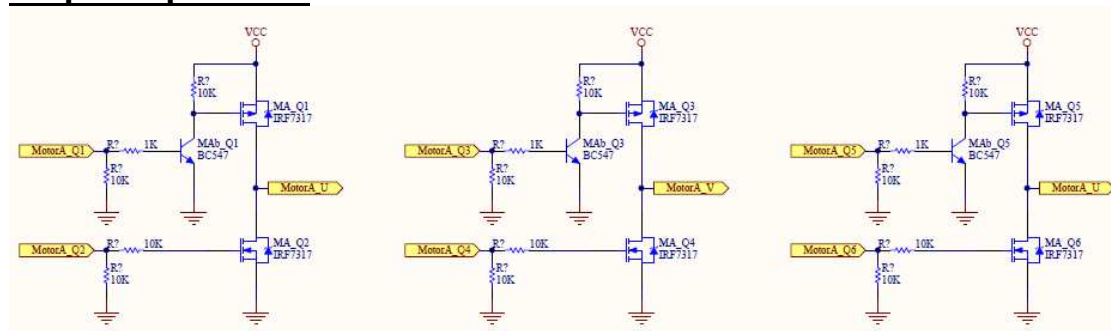 VCC
R?
10K
MA_Q1
IRF7317
MotorA_Q1
R?
1K
MAb_Q1
BC547
R?
10K
MotorA_U
MotorA_Q2
R?
10K
MA_Q2
IRF7317
R?
10K
VCC
R?
10K
MA_Q3
IRF7317
MotorA_Q3
R?
1K
MAb_Q3
BC547
R?
10K
MotorA_V
MotorA_Q4
R?
10K
MA_Q4
IRF7317
R?
10K
VCC
R?
10K
MA_Q5
IRF7317
MotorA_Q5
R?
1K
MAb_Q5
BC547
R?
10K
MotorA_U
MotorA_Q6
R?
10K
MA_Q6
IRF7317
R?
10K